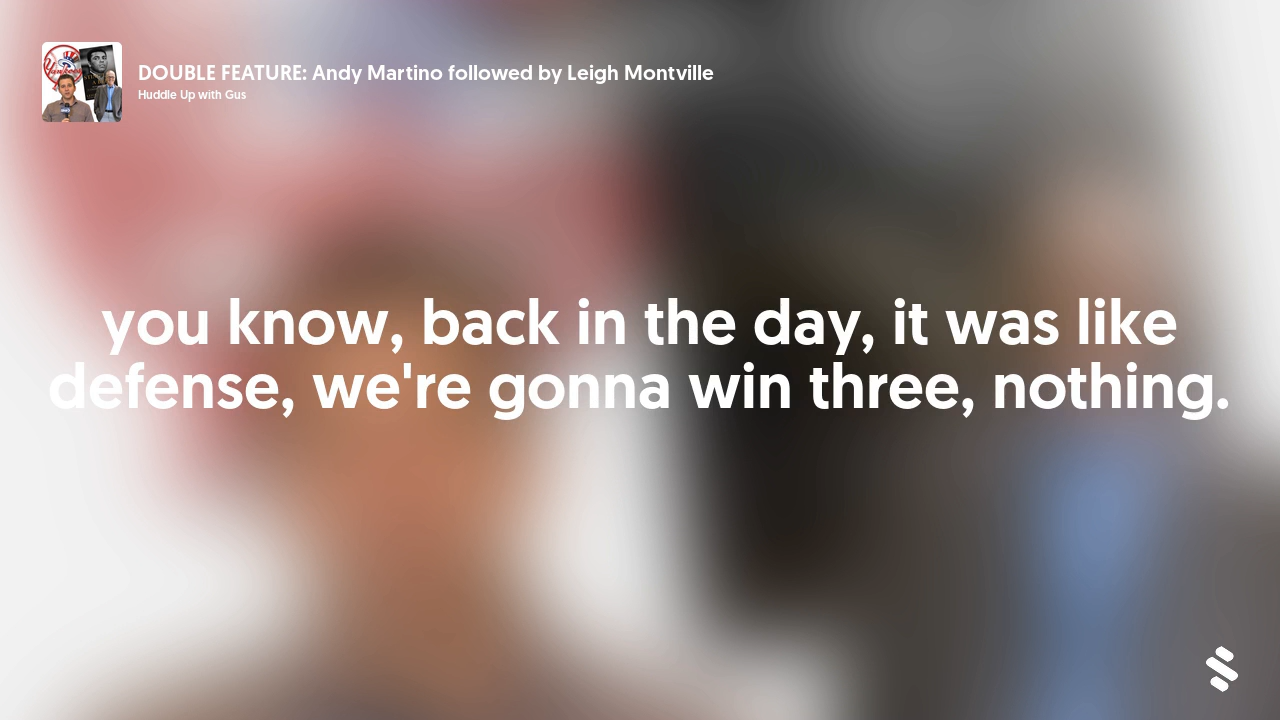 DOUBLE FEATURE: Andy Martino followed by Leigh Montville
Huddle Up with Gus
you know, back in the day, it was like
defense, we're gonna win three, nothing.